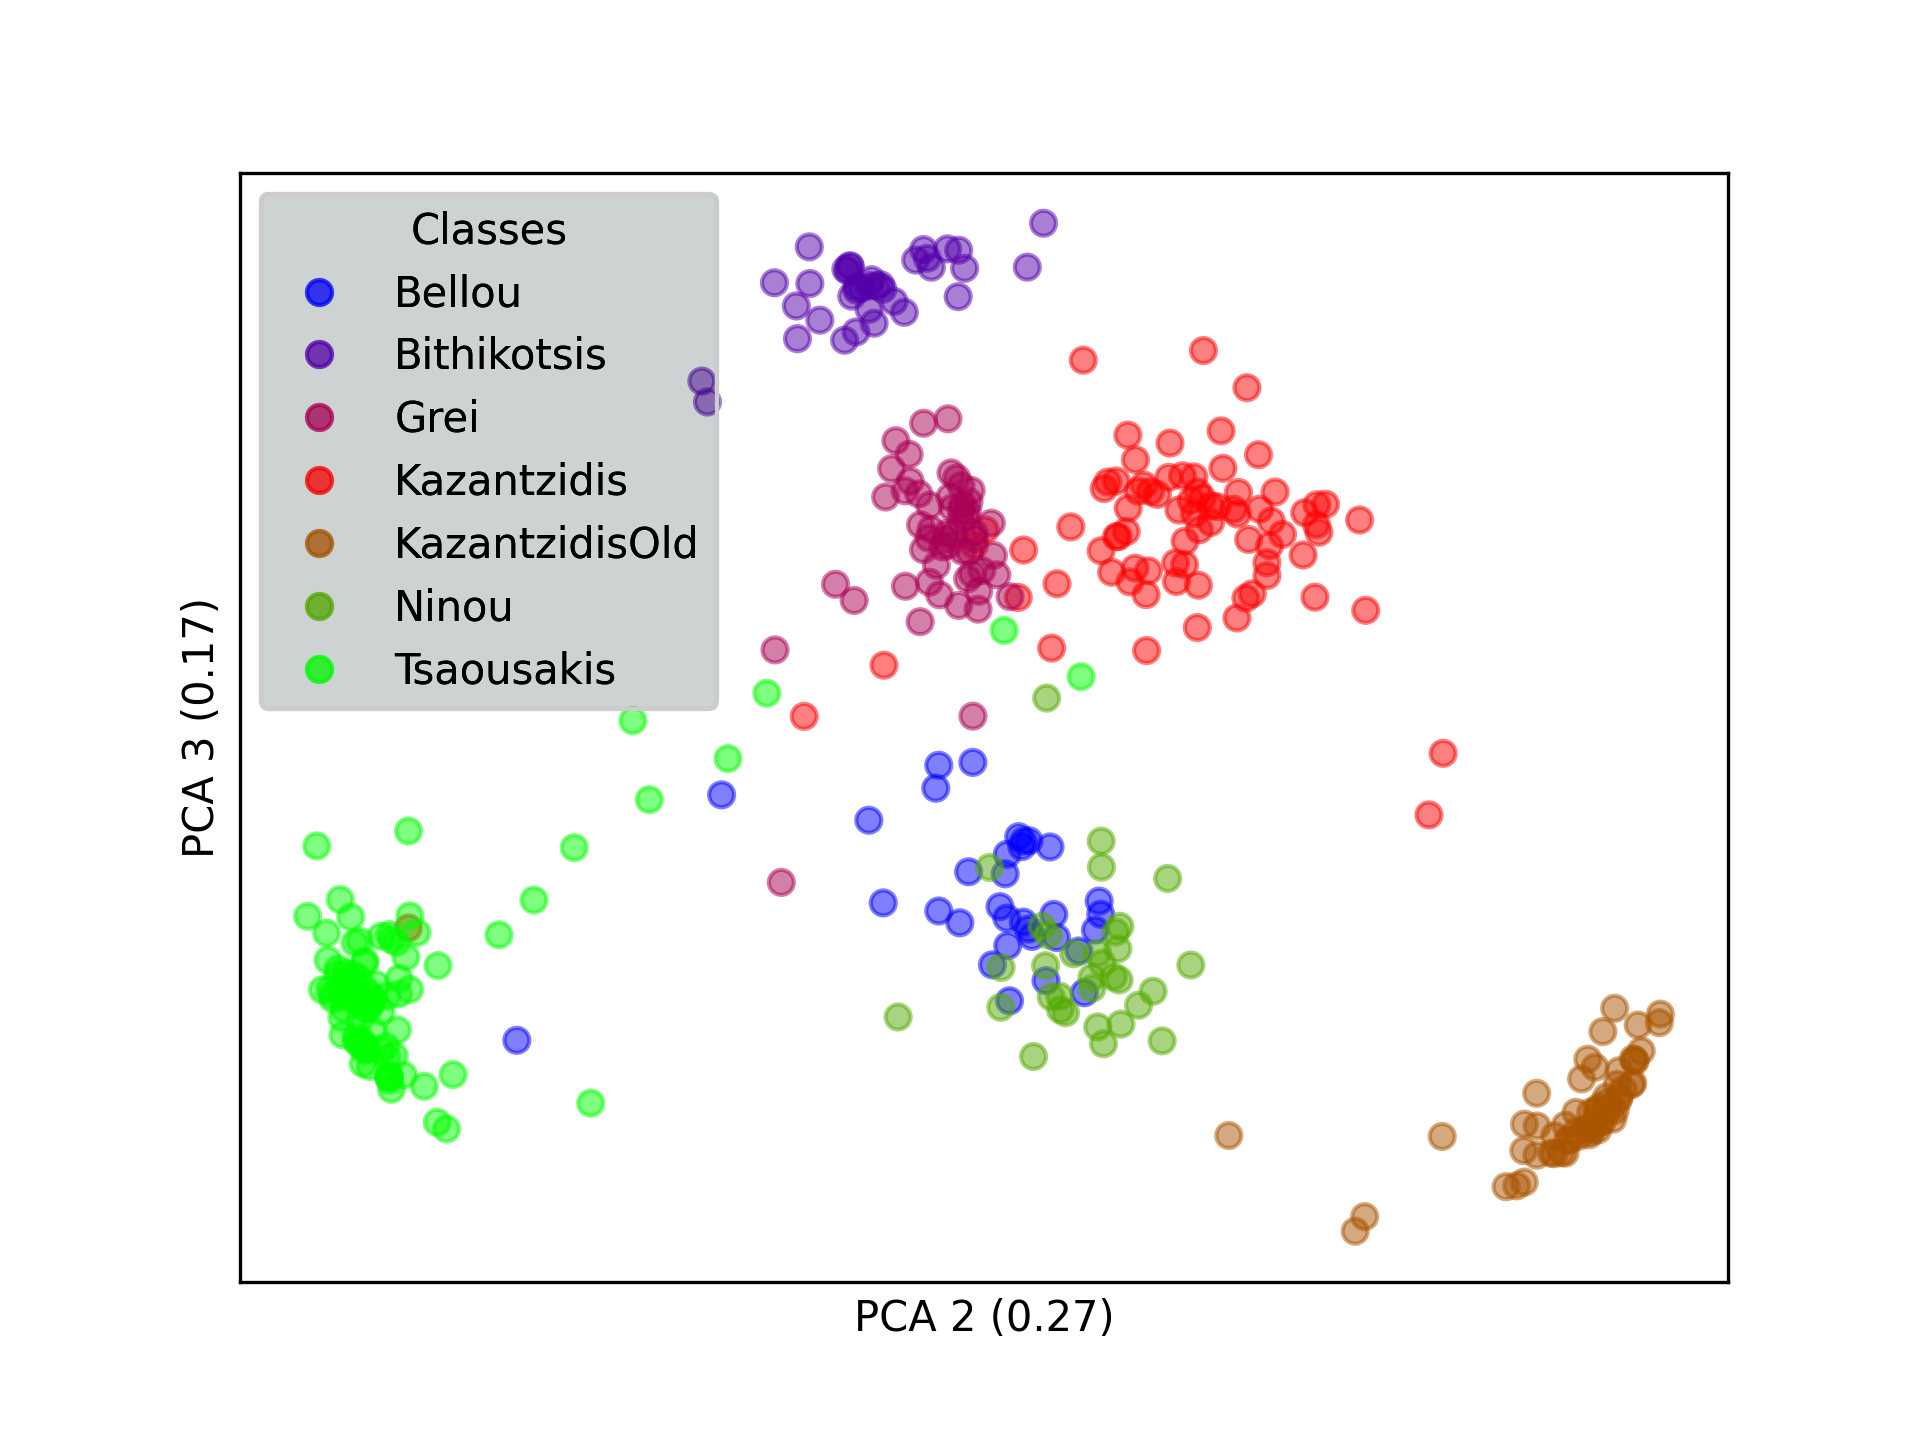 Classes
Bellou
Bithikotsis
Grei
Kazantzidis
KazantzidisOld
Ninou
Tsaousakis
PCA 3 (0.17)
PCA 2 (0.27)